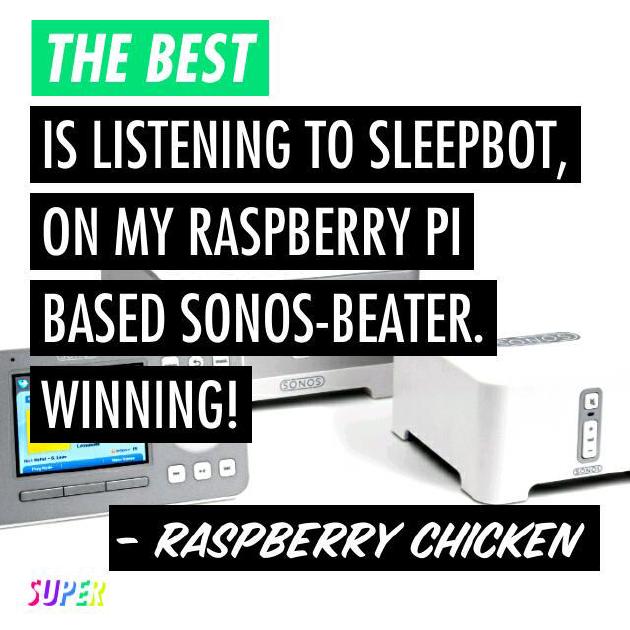 THE BEST
IS LISTENING TO SLEEPBOT,
ON MY RASPBERRY PI
BASED SONOS-BEATER.
WINNING!
SONOS
SONOS
- RASPBERRY CHICKEN
SUPER